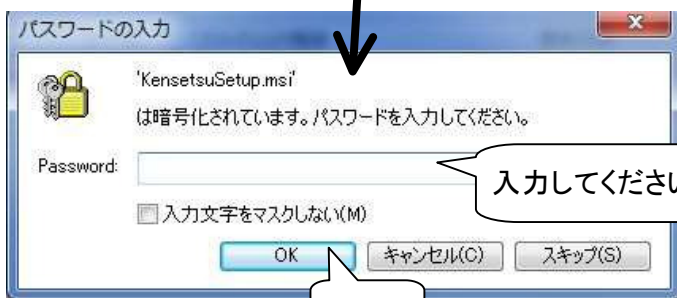 パスワードの入力
'KensetsuSetup.msi'
は暗号化されています。パスワードを入力してください。
Password:
入力してくださ
入力文字をマスクしない(M)
OK キャンセル(C) スキップ(S)